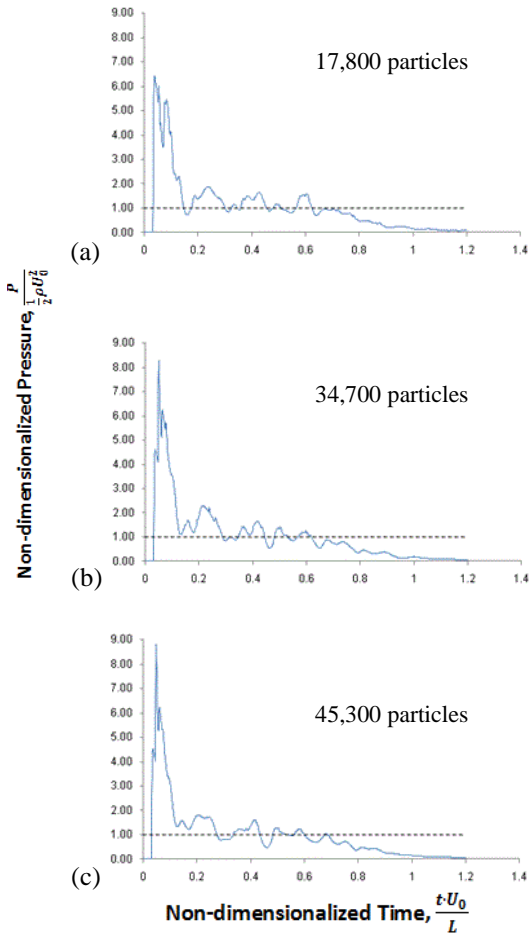 9.00
8.00
7.00
6.00
5.00
4.00
3.00
2.00
1.00
0.00
17,800 particles
0 0.2 0.4 0.6 0.8 1 1.2 1.4
(a)
9.00
8.00
7.00
6.00
5.00
4.00
3.00
2.00
1.00
0.00
34,700 particles
0 0.2 0.4 0.6 0.8 1 1.2 1.4
(b)
9.00
8.00
7.00
6.00
5.00
4.00
3.00
2.00
1.00
0.00
45,300 particles
0 0.2 0.4 0.6 0.8 1 1.2 1.4
(c)
Non-dimensionalized Pressure, P/(1/2 ρU₀²)
Non-dimensionalized Time, t·U₀/L